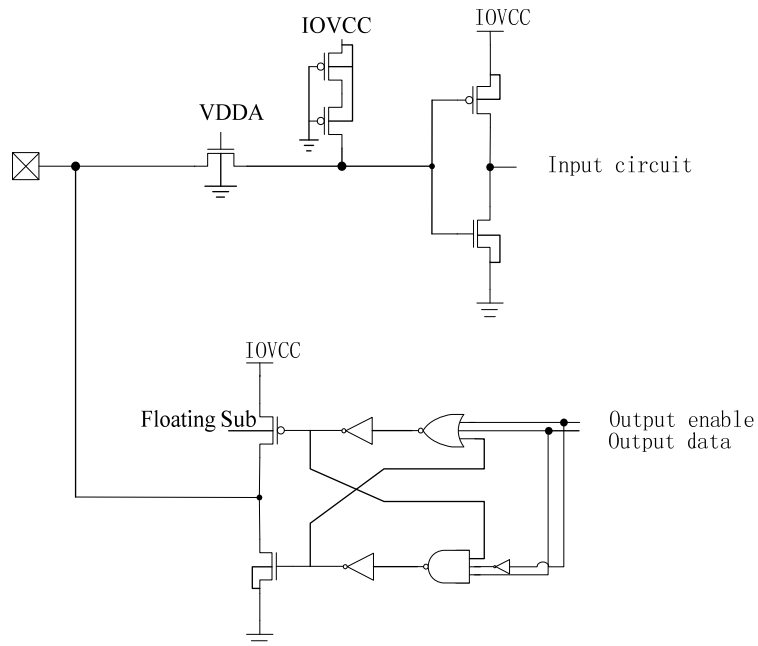 IOVCC
IOVCC
VDDA
Input circuit
IOVCC
Floating Sub
Output enable
Output data